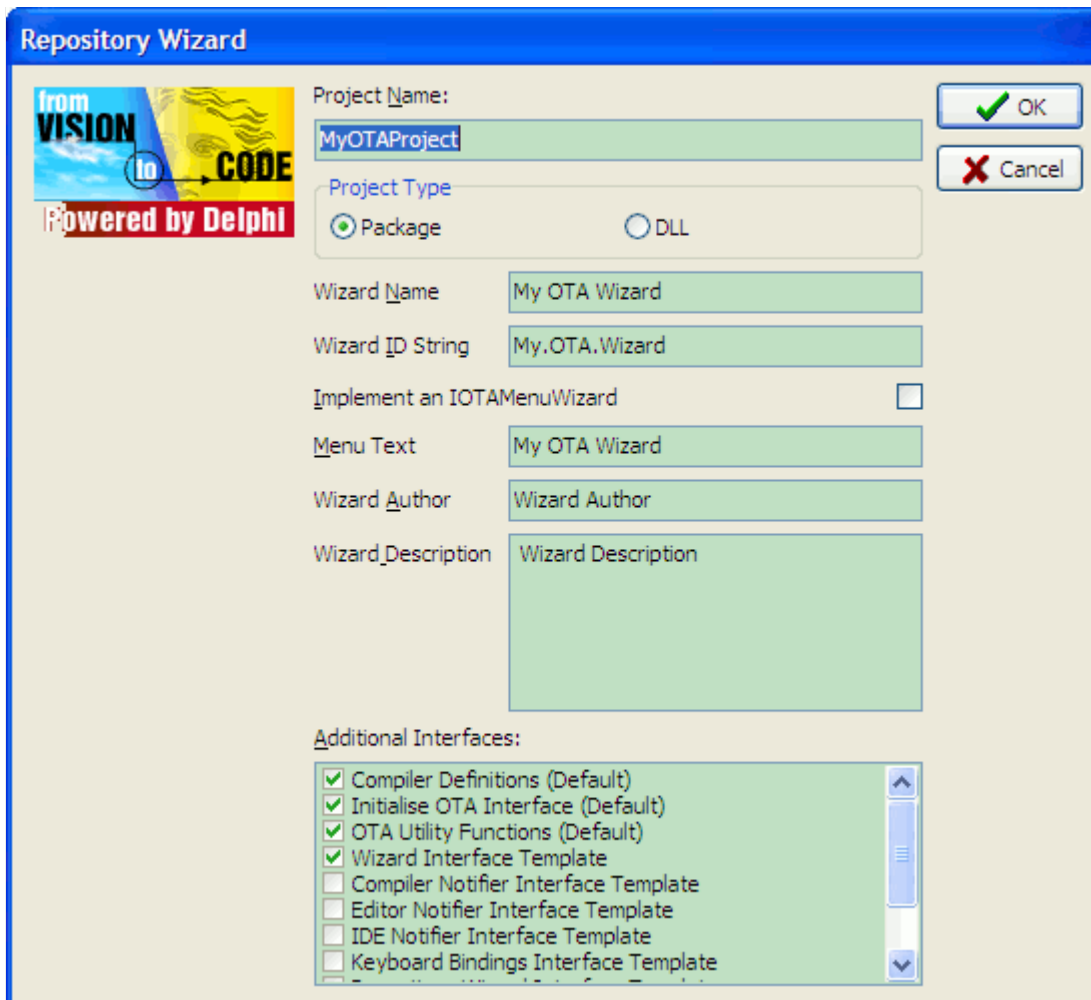 Repository Wizard
from
VISION
to
CODE
Powered by Delphi
Project Name:
OK
MyOTAProject
Cancel
Project Type
Package DLL
Wizard Name My OTA Wizard
Wizard ID String My.OTA.Wizard
Implement an IOTAMenuWizard
Menu Text My OTA Wizard
Wizard Author Wizard Author
Wizard Description Wizard Description
Additional Interfaces:
Compiler Definitions (Default)
Initialise OTA Interface (Default)
OTA Utility Functions (Default)
Wizard Interface Template
Compiler Notifier Interface Template
Editor Notifier Interface Template
IDE Notifier Interface Template
Keyboard Bindings Interface Template